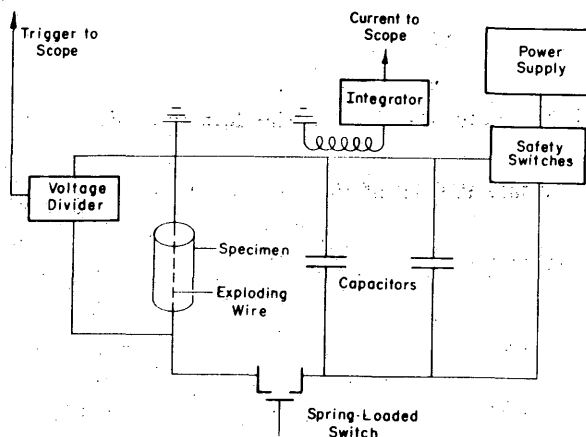 Trigger to
Scope
Current to
Scope
Power
Supply
Integrator
Safety
Switches
Voltage
Divider
Specimen
Exploding
Wire
Capacitors
Spring-Loaded
Switch